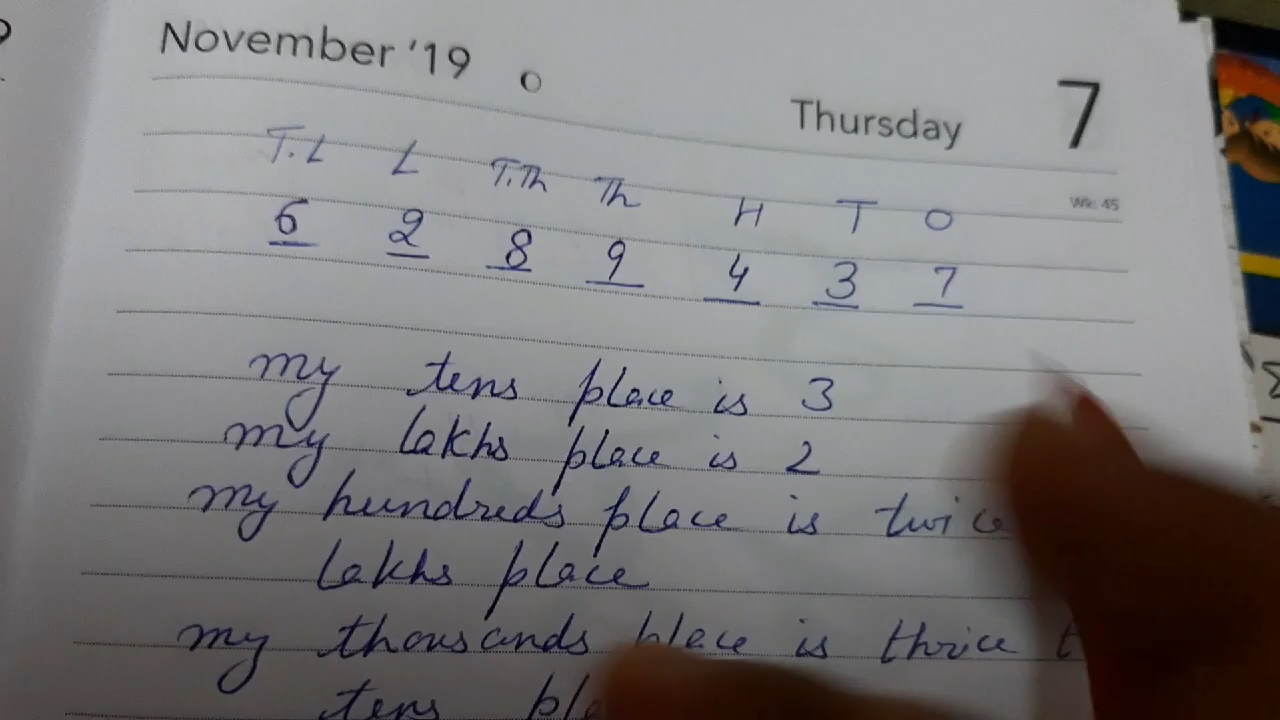 November '19
Thursday 7
Wk 45
T.L L T.Th Th H T O
6 2 8 9 4 3 7
my tens place is 3
my lakhs place is 2
my hundreds place is twice
lakhs place
my thousands place is thrice
tens